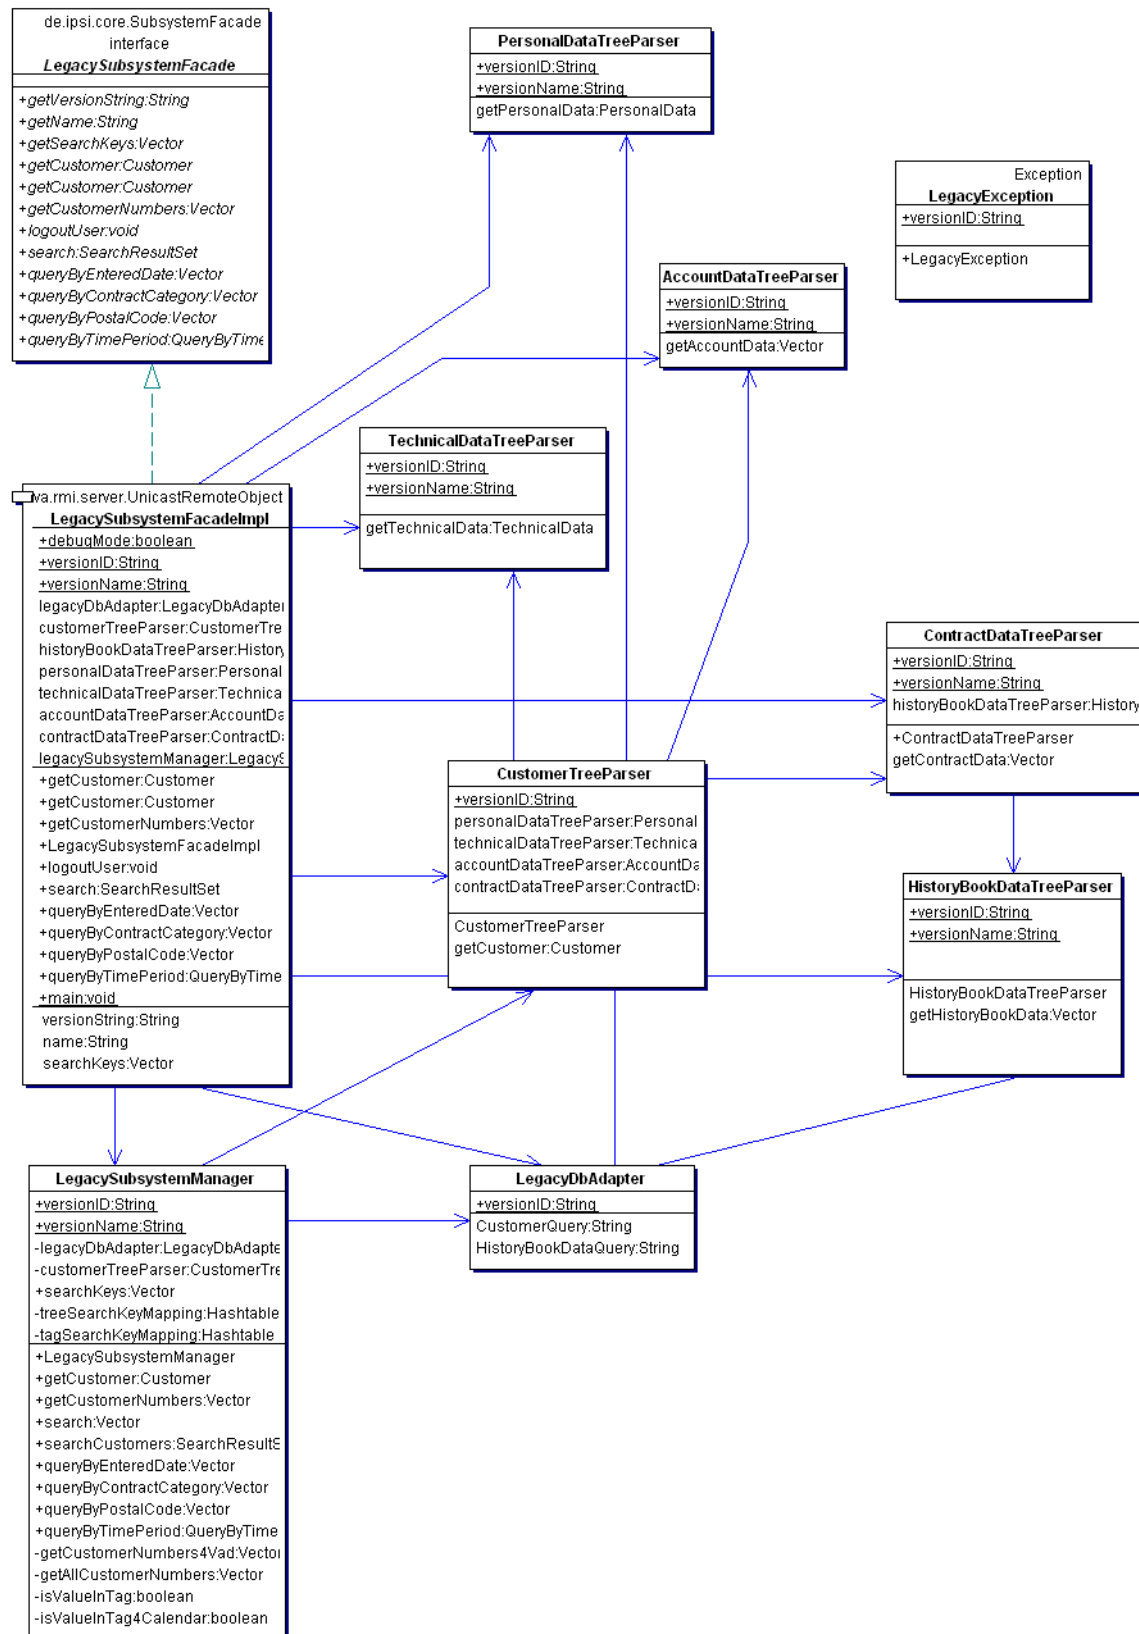 de.ipsi.core.SubsystemFacade
interface
LegacySubsystemFacade
+getVersionString:String
+getName:String
+getSearchKeys:Vector
+getCustomer:Customer
+getCustomer:Customer
+getCustomerNumbers:Vector
+logoutUser:void
+search:SearchResultSet
+queryByEnteredDate:Vector
+queryByContractCategory:Vector
+queryByPostalCode:Vector
+queryByTimePeriod:QueryByTime
PersonalDataTreeParser
+versionID:String
+versionName:String
getPersonalData:PersonalData
Exception
LegacyException
+versionID:String
+LegacyException
AccountDataTreeParser
+versionID:String
+versionName:String
getAccountData:Vector
TechnicalDataTreeParser
+versionID:String
+versionName:String
getTechnicalData:TechnicalData
va.rmi.server.UnicastRemoteObject
LegacySubsystemFacadeImpl
+debugMode:boolean
+versionID:String
+versionName:String
legacyDbAdapter:LegacyDbAdapter
customerTreeParser:CustomerTre
historyBookDataTreeParser:History
personalDataTreeParser:Personal
technicalDataTreeParser:Technica
accountDataTreeParser:AccountDa
contractDataTreeParser:ContractDa
legacySubsystemManager:LegacyS
+getCustomer:Customer
+getCustomer:Customer
+getCustomerNumbers:Vector
+LegacySubsystemFacadeImpl
+logoutUser:void
+search:SearchResultSet
+queryByEnteredDate:Vector
+queryByContractCategory:Vector
+queryByPostalCode:Vector
+queryByTimePeriod:QueryByTime
+main:void
versionString:String
name:String
searchKeys:Vector
ContractDataTreeParser
+versionID:String
+versionName:String
historyBookDataTreeParser:History
+ContractDataTreeParser
getContractData:Vector
CustomerTreeParser
+versionID:String
personalDataTreeParser:Personal
technicalDataTreeParser:Technica
accountDataTreeParser:AccountDa
contractDataTreeParser:ContractDa
CustomerTreeParser
getCustomer:Customer
HistoryBookDataTreeParser
+versionID:String
+versionName:String
HistoryBookDataTreeParser
getHistoryBookData:Vector
LegacySubsystemManager
+versionID:String
+versionName:String
-legacyDbAdapter:LegacyDbAdapte
-customerTreeParser:CustomerTre
+searchKeys:Vector
-treeSearchKeyMapping:Hashtable
-tagSearchKeyMapping:Hashtable
+LegacySubsystemManager
+getCustomer:Customer
+getCustomerNumbers:Vector
+search:Vector
+searchCustomers:SearchResultS
+queryByEnteredDate:Vector
+queryByContractCategory:Vector
+queryByPostalCode:Vector
+queryByTimePeriod:QueryByTime
-getCustomerNumbers4Vad:Vector
-getAllCustomerNumbers:Vector
-isValueInTag:boolean
-isValueInTag4Calendar:boolean
LegacyDbAdapter
+versionID:String
CustomerQuery:String
HistoryBookDataQuery:String